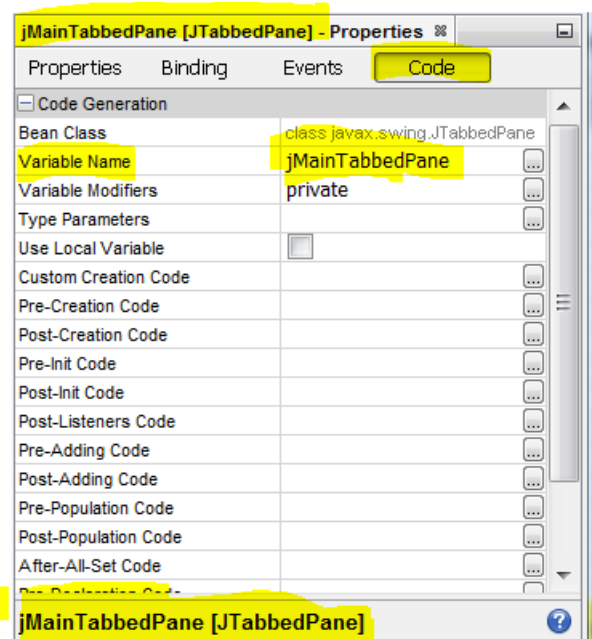 jMainTabbedPane [JTabbedPane] - Properties
Properties Binding Events Code
Code Generation
Bean Class class javax.swing.JTabbedPane
Variable Name jMainTabbedPane ...
Variable Modifiers private
Type Parameters ...
Use Local Variable
Custom Creation Code ...
Pre-Creation Code ...
Post-Creation Code ...
Pre-Init Code ...
Post-Init Code ...
Post-Listeners Code ...
Pre-Adding Code ...
Post-Adding Code ...
Pre-Population Code ...
Post-Population Code ...
After-All-Set Code ...
Pre-Declaration Code
jMainTabbedPane [JTabbedPane] ?